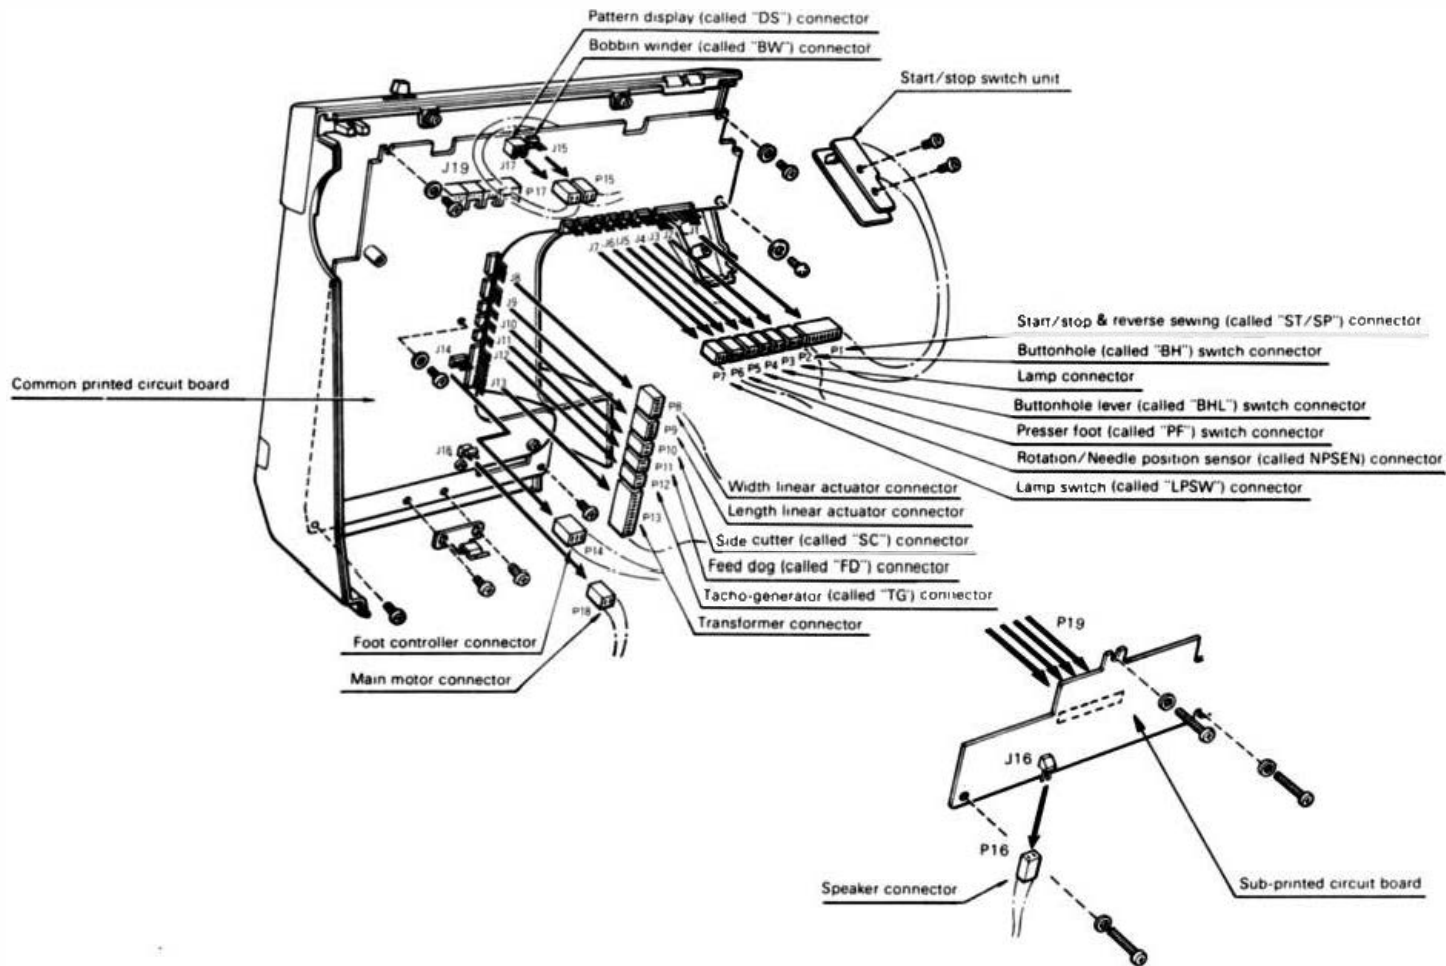 Pattern display (called "DS") connector
Bobbin winder (called "BW") connector
Start/stop switch unit
J15
J17
J19
P17
P15
J7 J6 J5 J4 J3 J2 J1
J8
J9
J10
J11
J12
J13
J14
Start/stop & reverse sewing (called "ST/SP") connector
P7 P6 P5 P4 P3 P2 P1
Buttonhole (called "BH") switch connector
Lamp connector
Common printed circuit board
Buttonhole lever (called "BHL") switch connector
Presser foot (called "PF") switch connector
Rotation/Needle position sensor (called NPSEN) connector
Lamp switch (called "LPSW") connector
P8
P9
P10
P11
P12
P13
J18
Width linear actuator connector
Length linear actuator connector
Side cutter (called "SC") connector
Feed dog (called "FD") connector
Tacho-generator (called "TG") connector
Transformer connector
P14
P18
Foot controller connector
Main motor connector
P19
J16
P16
Speaker connector
Sub-printed circuit board